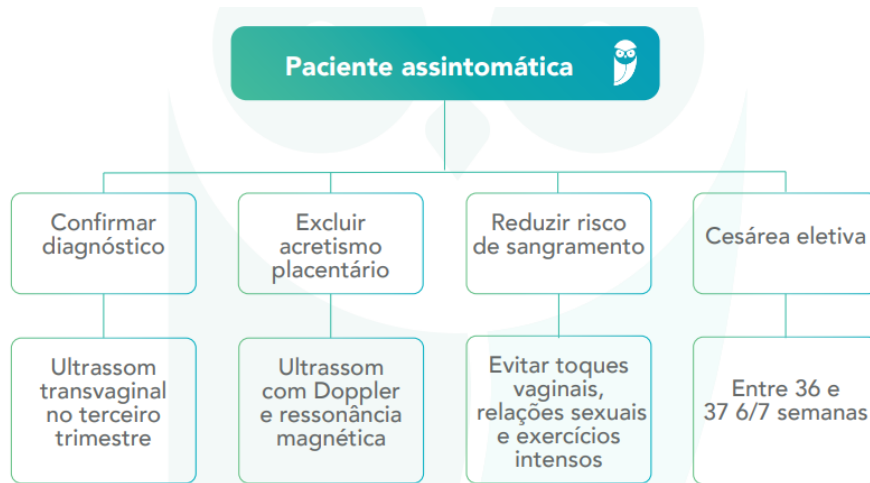 Paciente assintomática
Confirmar
diagnóstico
Excluir
acretismo
placentário
Reduzir risco
de sangramento
Cesárea eletiva
Ultrassom
transvaginal
no terceiro
trimestre
Ultrassom
com Doppler
e ressonância
magnética
Evitar toques
vaginais,
relações sexuais
e exercícios
intensos
Entre 36 e
37 6/7 semanas